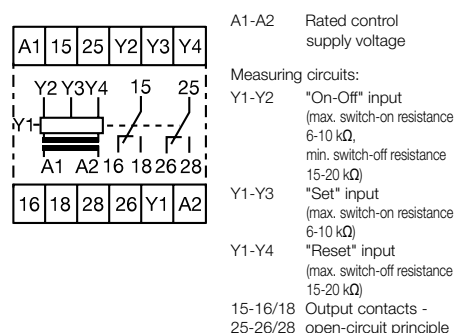 A1 15 25 Y2 Y3 Y4
Y2 Y3 Y4 15 25
Y1
A1 A2 16 18 26 28
16 18 28 26 Y1 A2
A1-A2 Rated control
supply voltage
Measuring circuits:
Y1-Y2 "On-Off" input
(max. switch-on resistance
6-10 kΩ,
min. switch-off resistance
15-20 kΩ)
Y1-Y3 "Set" input
(max. switch-on resistance
6-10 kΩ)
Y1-Y4 "Reset" input
(max. switch-off resistance
15-20 kΩ)
15-16/18 Output contacts -
25-26/28 open-circuit principle